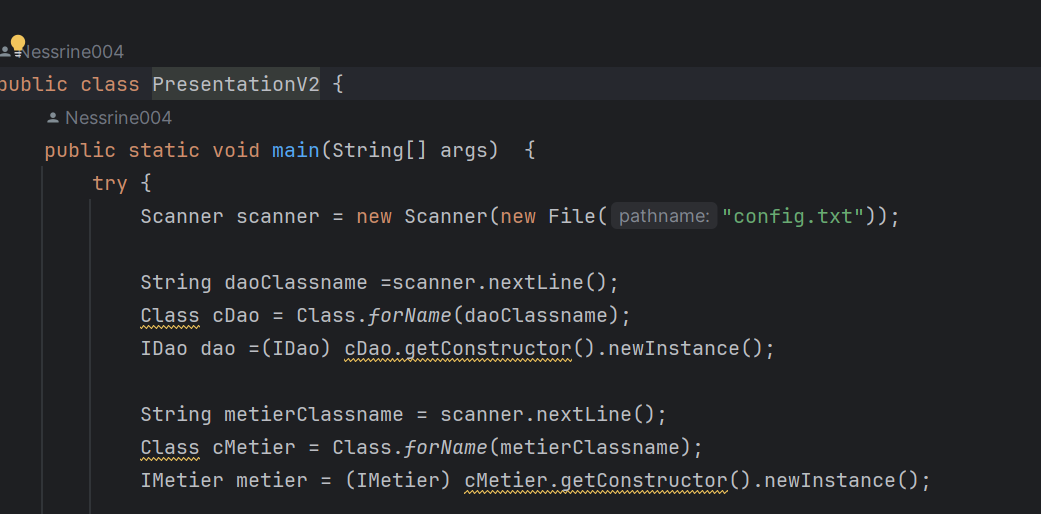 Nessrine004
public class PresentationV2 {
Nessrine004
public static void main(String[] args)  {
try {
Scanner scanner = new Scanner(new File( pathname: "config.txt"));
String daoClassname =scanner.nextLine();
Class cDao = Class.forName(daoClassname);
IDao dao =(IDao) cDao.getConstructor().newInstance();
String metierClassname = scanner.nextLine();
Class cMetier = Class.forName(metierClassname);
IMetier metier = (IMetier) cMetier.getConstructor().newInstance();